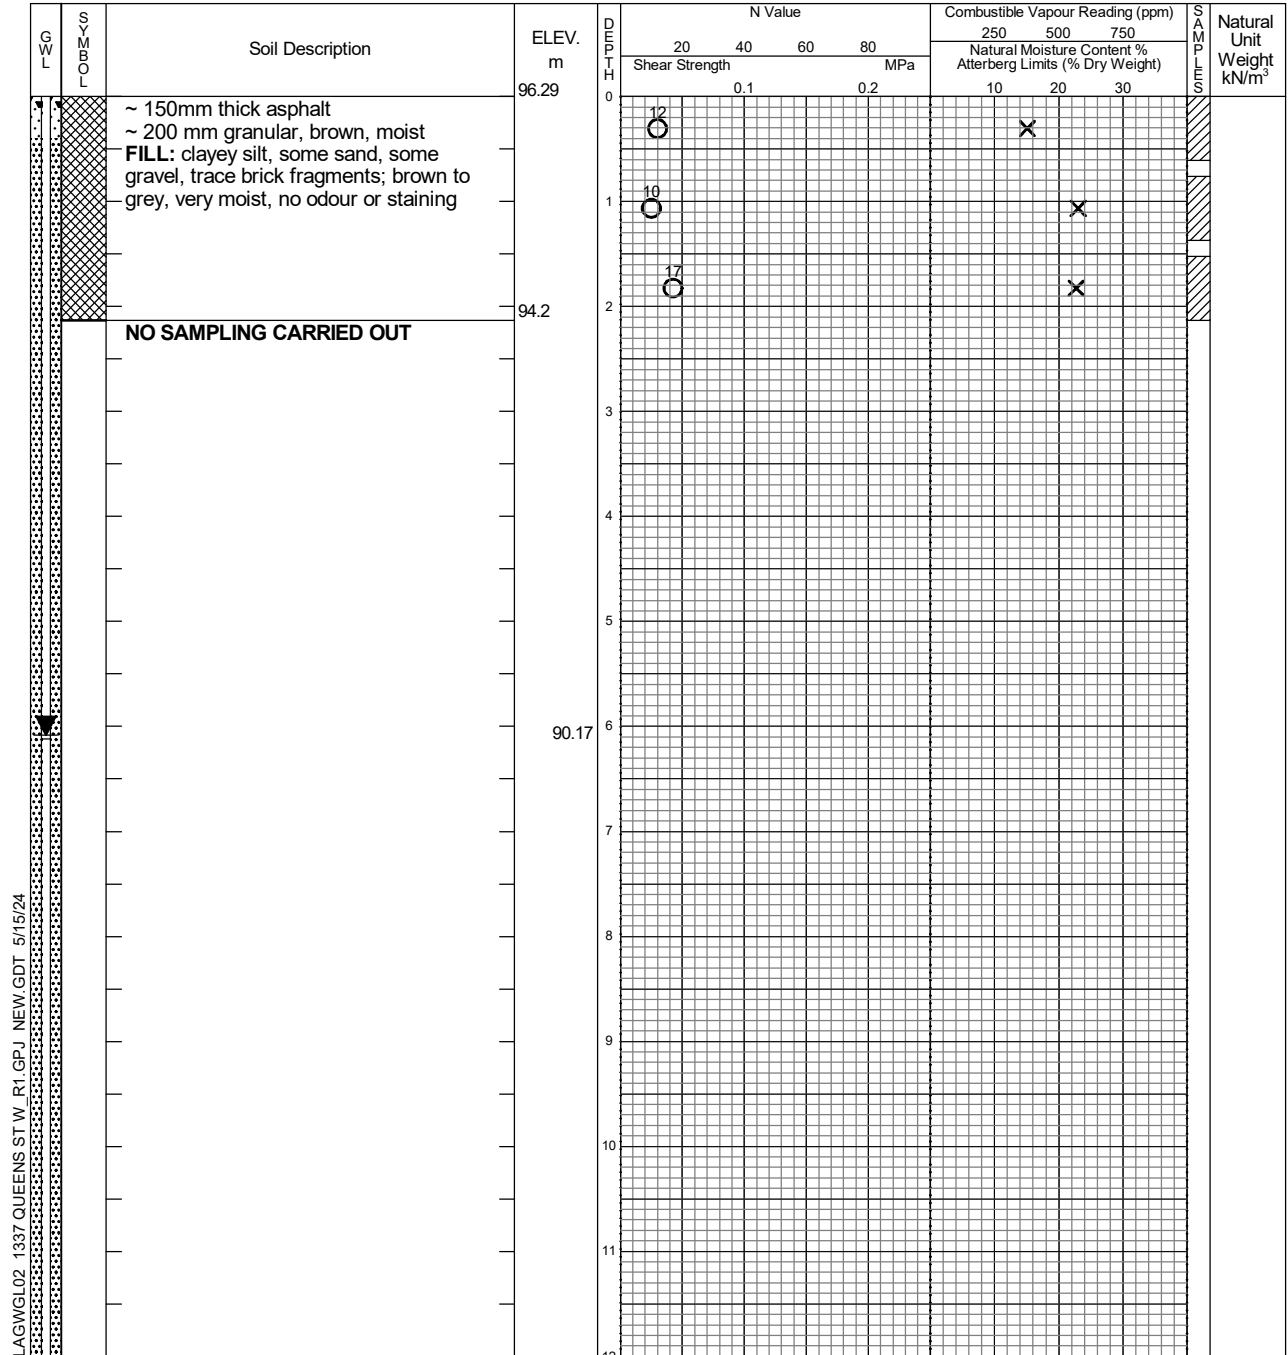 GWL
SYMBOL
Soil Description
ELEV.
m
DEPTH
N Value
20 40 60 80
Shear Strength MPa
0.1 0.2
Combustible Vapour Reading (ppm)
250 500 750
Natural Moisture Content %
Atterberg Limits (% Dry Weight)
10 20 30
SAMPLES
Natural
Unit
Weight
kN/m³
96.29
0
~ 150mm thick asphalt
~ 200 mm granular, brown, moist
FILL: clayey silt, some sand, some
gravel, trace brick fragments; brown to
grey, very moist, no odour or staining
12
10
1
17
94.2
2
NO SAMPLING CARRIED OUT
3
4
5
90.17
6
7
8
9
10
11
12
LAGWGL02 1337 QUEENS ST W_R1.GPJ NEW.GDT 5/15/24